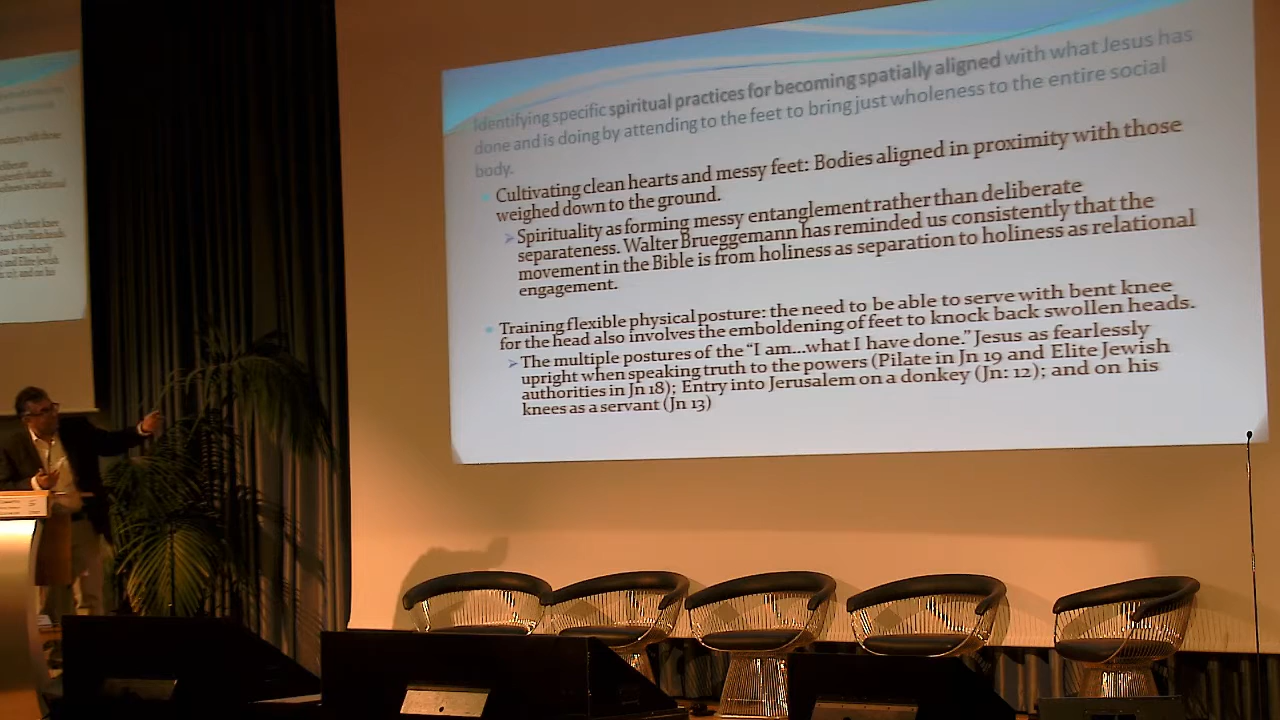 Identifying specific spiritual practices for becoming spatially aligned with what Jesus has
done and is doing by attending to the feet to bring just wholeness to the entire social
body.
Cultivating clean hearts and messy feet: Bodies aligned in proximity with those
weighed down to the ground.
Spirituality as forming messy entanglement rather than deliberate
separateness. Walter Brueggemann has reminded us consistently that the
movement in the Bible is from holiness as separation to holiness as relational
engagement.
Training flexible physical posture: the need to be able to serve with bent knee
for the head also involves the emboldening of feet to knock back swollen heads.
The multiple postures of the “I am...what I have done.” Jesus as fearlessly
upright when speaking truth to the powers (Pilate in Jn 19 and Elite Jewish
authorities in Jn 18); Entry into Jerusalem on a donkey (Jn: 12); and on his
knees as a servant (Jn 13)